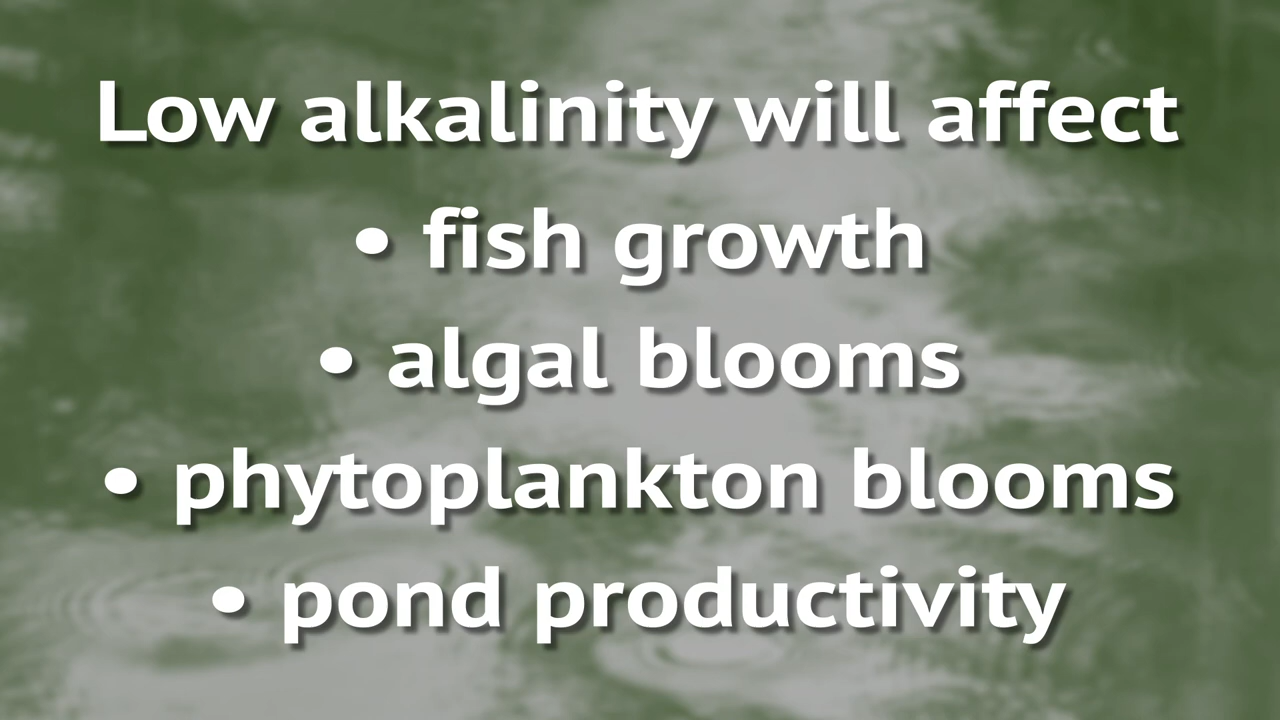 Low alkalinity will affect
• fish growth
• algal blooms
• phytoplankton blooms
• pond productivity